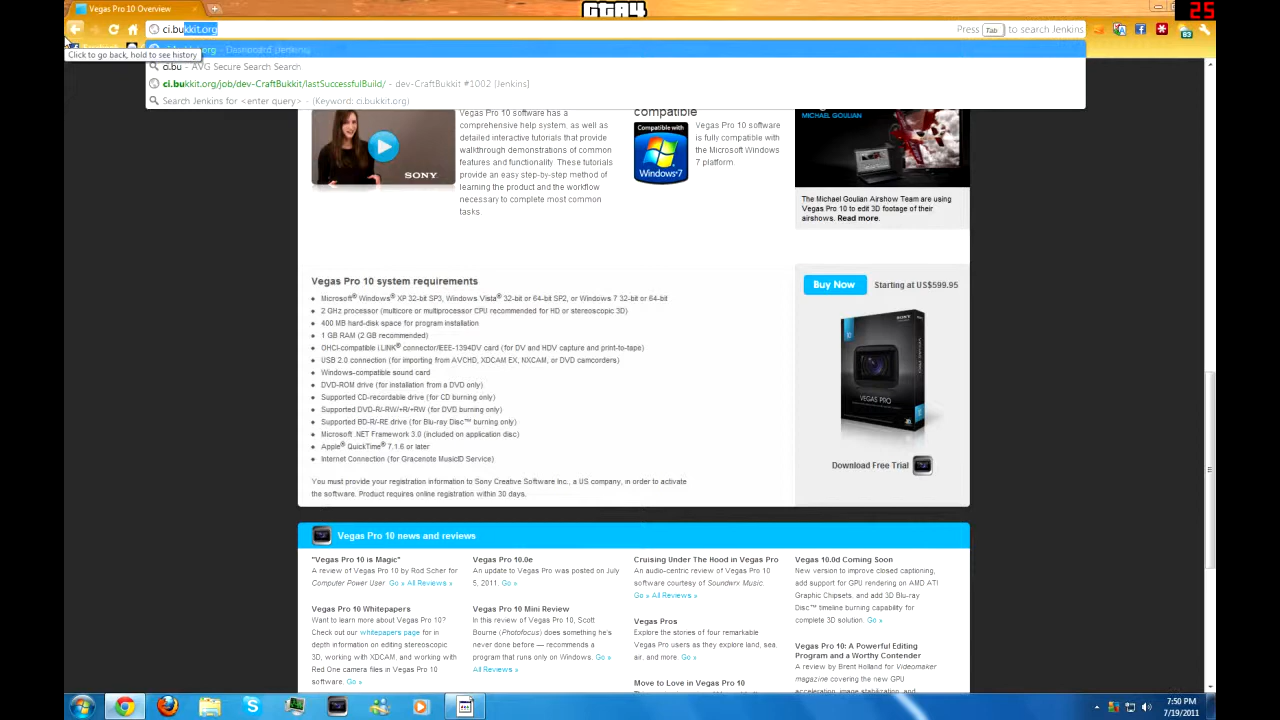 Vegas Pro 10 Overview
GTAY
25
ci.bukkit.org
Press Tab to search Jenkins
Click to go back, hold to see history
ci.bu - AVG Secure Search Search
ci.bukkit.org/job/dev-CraftBukkit/lastSuccessfulBuild/ - dev-CraftBukkit #1002 [Jenkins]
Search Jenkins for <enter query> - (Keyword: ci.bukkit.org)
83
Vegas Pro 10 software has a
comprehensive help system, as well as
detailed interactive tutorials that provide
walkthrough demonstrations of common
features and functionality. These tutorials
provide an easy step-by-step method of
learning the product and the workflow
necessary to complete most common
tasks.
SONY
compatible
Compatible with
Windows 7
Vegas Pro 10 software
is fully compatible with
the Microsoft Windows
7 platform.
MICHAEL GOULIAN
The Michael Goulian Airshow Team are using
Vegas Pro 10 to edit 3D footage of their
airshows. Read more.
Vegas Pro 10 system requirements
Microsoft® Windows® XP 32-bit SP3, Windows Vista® 32-bit or 64-bit SP2, or Windows 7 32-bit or 64-bit
2 GHz processor (multicore or multiprocessor CPU recommended for HD or stereoscopic 3D)
400 MB hard-disk space for program installation
1 GB RAM (2 GB recommended)
OHCI-compatible i.LINK® connector/IEEE-1394DV card (for DV and HDV capture and print-to-tape)
USB 2.0 connection (for importing from AVCHD, XDCAM EX, NXCAM, or DVD camcorders)
Windows-compatible sound card
DVD-ROM drive (for installation from a DVD only)
Supported CD-recordable drive (for CD burning only)
Supported DVD-R/-RW/+R/+RW (for DVD burning only)
Supported BD-R/-RE drive (for Blu-ray Disc™ burning only)
Microsoft .NET Framework 3.0 (included on application disc)
Apple® QuickTime® 7.1.6 or later
Internet Connection (for Gracenote MusicID Service)
You must provide your registration information to Sony Creative Software Inc., a US company, in order to activate
the software. Product requires online registration within 30 days.
Buy Now
Starting at US$599.95
SONY
VEGAS PRO
Download Free Trial
Vegas Pro 10 news and reviews
"Vegas Pro 10 is Magic"
A review of Vegas Pro 10 by Rod Scher for
Computer Power User. Go » All Reviews »
Vegas Pro 10 Whitepapers
Want to learn more about Vegas Pro 10?
Check out our whitepapers page for in
depth information on editing stereoscopic
3D, working with XDCAM, and working with
Red One camera files in Vegas Pro 10
software. Go »
Vegas Pro 10.0e
An update to Vegas Pro was posted on July
5, 2011. Go »
Vegas Pro 10 Mini Review
In this review of Vegas Pro 10, Scott
Bourne (Photofocus) does something he's
never done before — recommends a
program that runs only on Windows. Go »
All Reviews »
Cruising Under The Hood in Vegas Pro
An audio-centric review of Vegas Pro 10
software courtesy of Soundwrx Music.
Go » All Reviews »
Vegas Pros
Explore the stories of four remarkable
Vegas Pro users as they explore land, sea,
air, and more. Go »
Move to Love in Vegas Pro 10
Vegas 10.0d Coming Soon
New version to improve closed captioning,
add support for GPU rendering on AMD ATI
Graphic Chipsets, and add 3D Blu-ray
Disc™ timeline burning capability for
complete 3D solution. Go »
Vegas Pro 10: A Powerful Editing
Program and a Worthy Contender
A review by Brent Holland for Videomaker
magazine covering the new GPU
acceleration, image stabilization, and
7:50 PM
7/19/2011